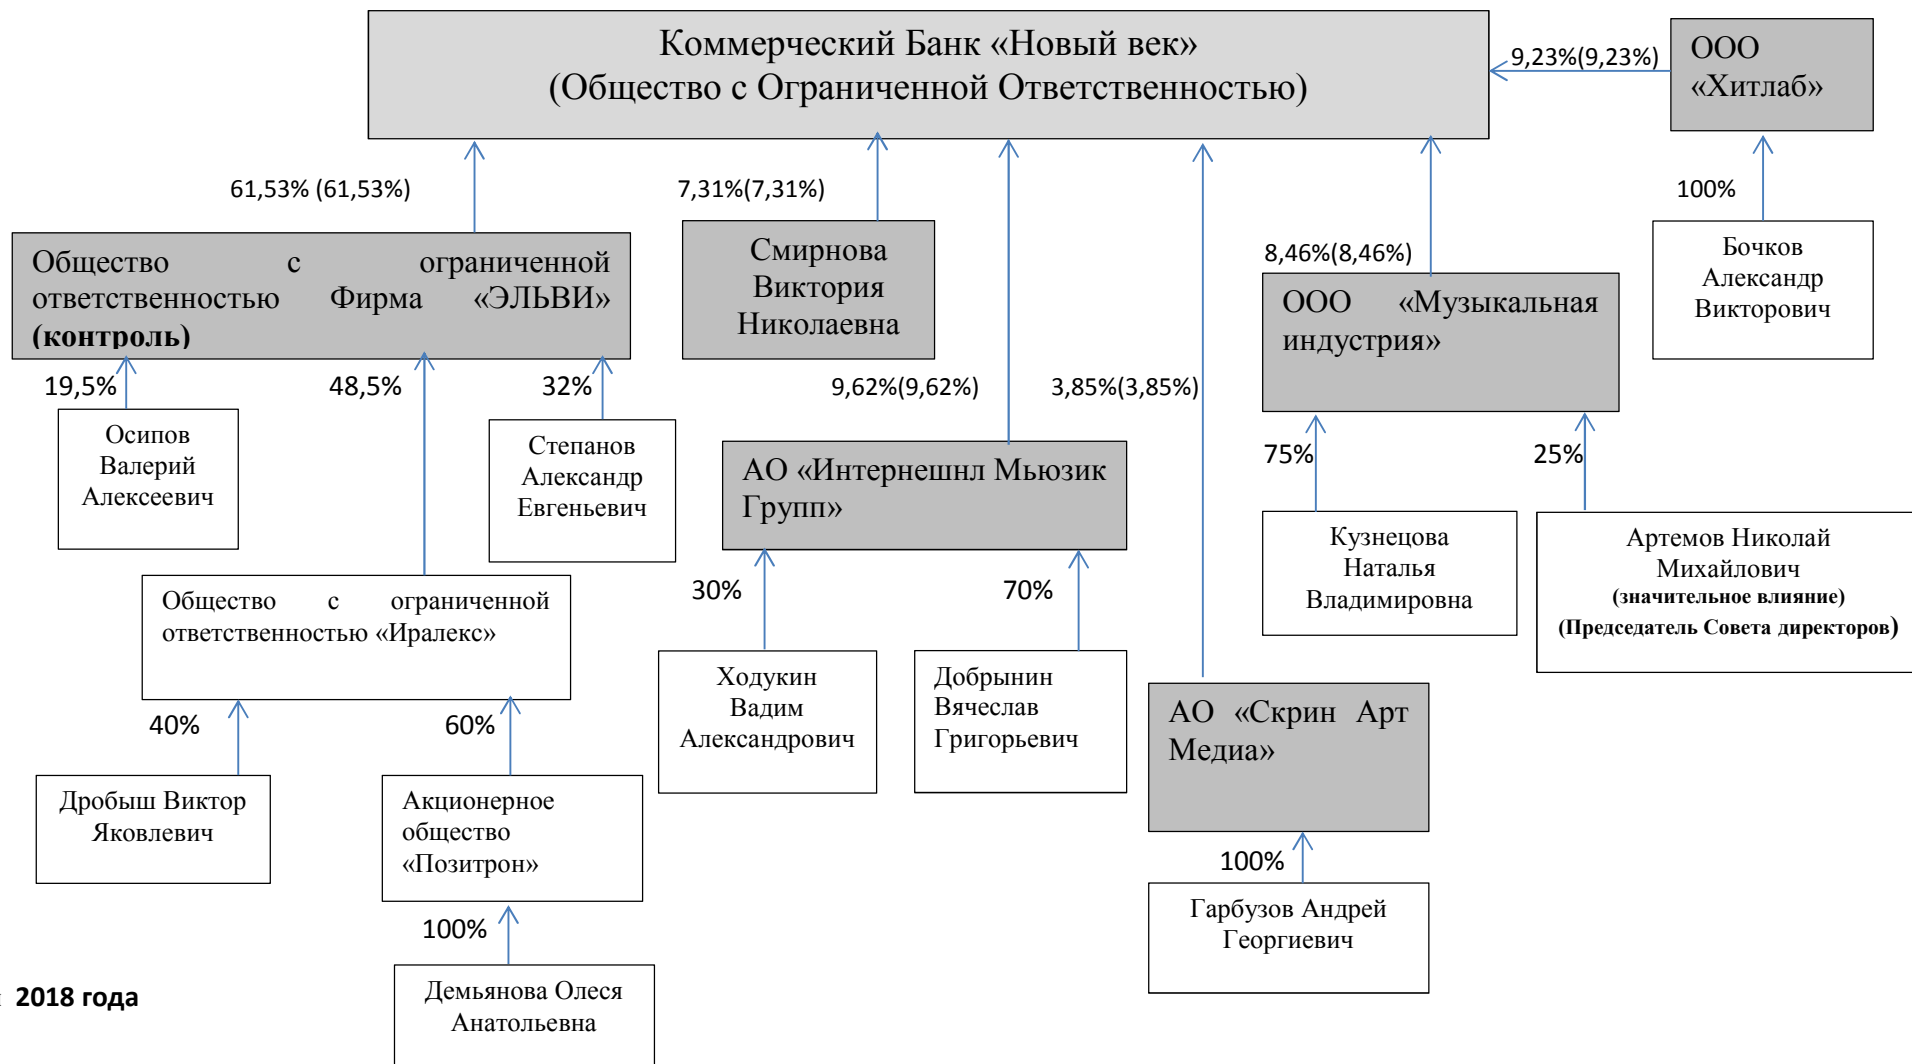 Коммерческий Банк «Новый век»
(Общество с Ограниченной Ответственностью)
9,23%(9,23%)
ООО
«Хитлаб»
61,53% (61,53%)
7,31%(7,31%)
100%
Общество с ограниченной
ответственностью Фирма «ЭЛЬВИ»
(контроль)
Смирнова
Виктория
Николаевна
8,46%(8,46%)
ООО «Музыкальная
индустрия»
Бочков
Александр
Викторович
19,5%
48,5%
32%
9,62%(9,62%)
3,85%(3,85%)
Осипов
Валерий
Алексеевич
Степанов
Александр
Евгеньевич
АО «Интернешнл Мьюзик
Групп»
75%
25%
Кузнецова
Наталья
Владимировна
Артемов Николай
Михайлович
(значительное влияние)
(Председатель Совета директоров)
Общество с ограниченной
ответственностью «Иралекс»
30%
70%
Ходукин
Вадим
Александрович
Добрынин
Вячеслав
Григорьевич
АО «Скрин Арт
Медиа»
40%
60%
Дробыш Виктор
Яковлевич
Акционерное
общество
«Позитрон»
100%
Гарбузов Андрей
Георгиевич
100%
Демьянова Олеся
Анатольевна
2018 года